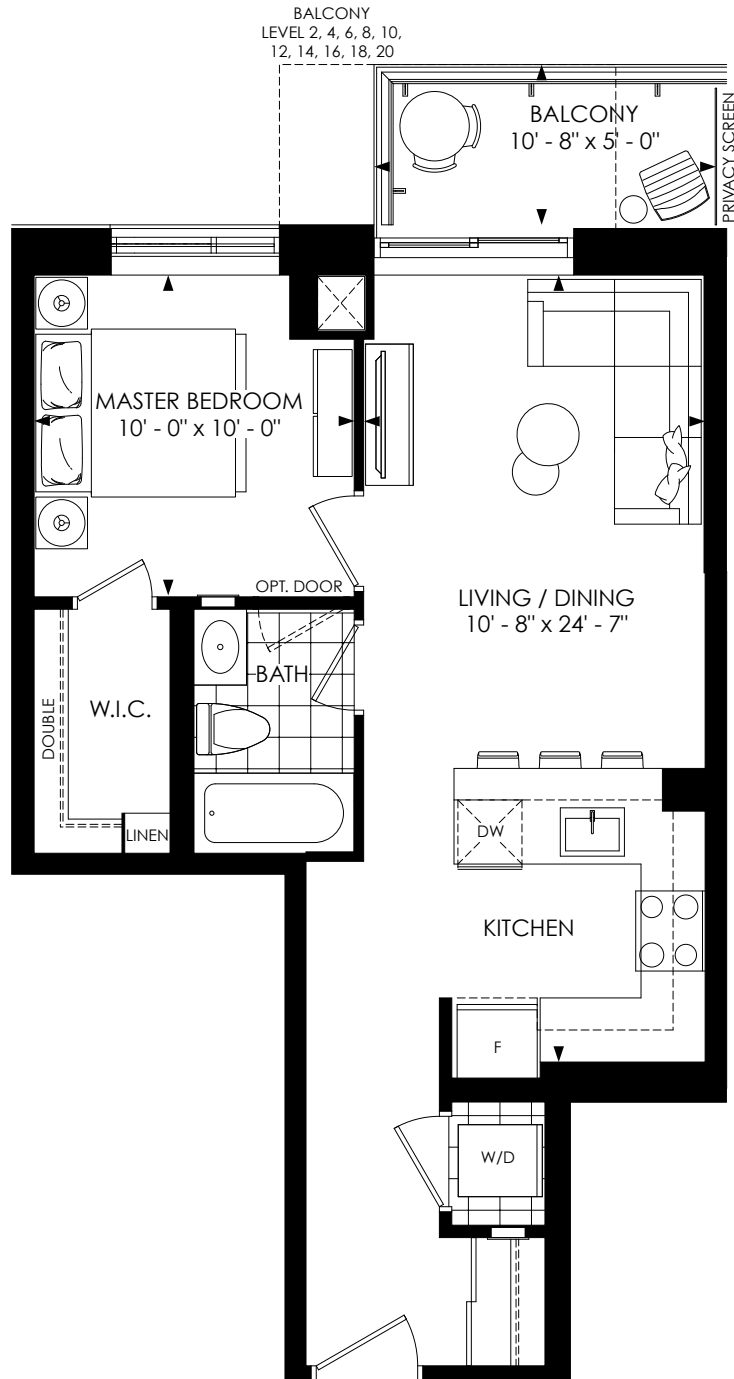 BALCONY
LEVEL 2, 4, 6, 8, 10,
12, 14, 16, 18, 20
BALCONY
10' - 8" x 5' - 0"
PRIVACY SCREEN
MASTER BEDROOM
10' - 0" x 10' - 0"
OPT. DOOR
LIVING / DINING
10' - 8" x 24' - 7"
BATH
W.I.C.
DOUBLE
LINEN
DW
KITCHEN
F
W/D